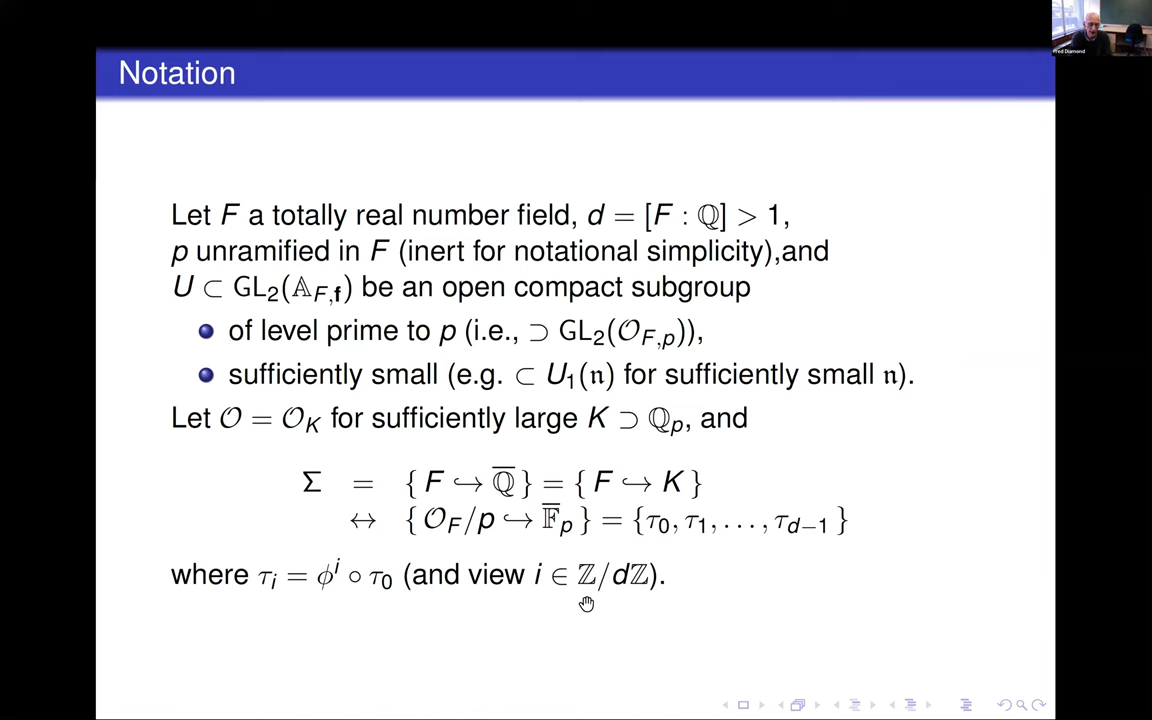 Fred Diamond
Notation
Let F a totally real number field, d = [F : ℚ] > 1,
p unramified in F (inert for notational simplicity),and
U ⊂ GL₂(𝔸_{F,𝐟}) be an open compact subgroup
• of level prime to p (i.e., ⊃ GL₂(𝒪_{F,p})),
• sufficiently small (e.g. ⊂ U₁(𝔫) for sufficiently small 𝔫).
Let 𝒪 = 𝒪_K for sufficiently large K ⊃ ℚ_p, and
Σ = { F ↪ \overline{ℚ} } = { F ↪ K }
↔ { 𝒪_F/p ↪ \overline{𝔽}_p } = {τ₀, τ₁, . . . , τ_{d−1} }
where τ_i = ϕ^i ∘ τ₀ (and view i ∈ ℤ/dℤ).